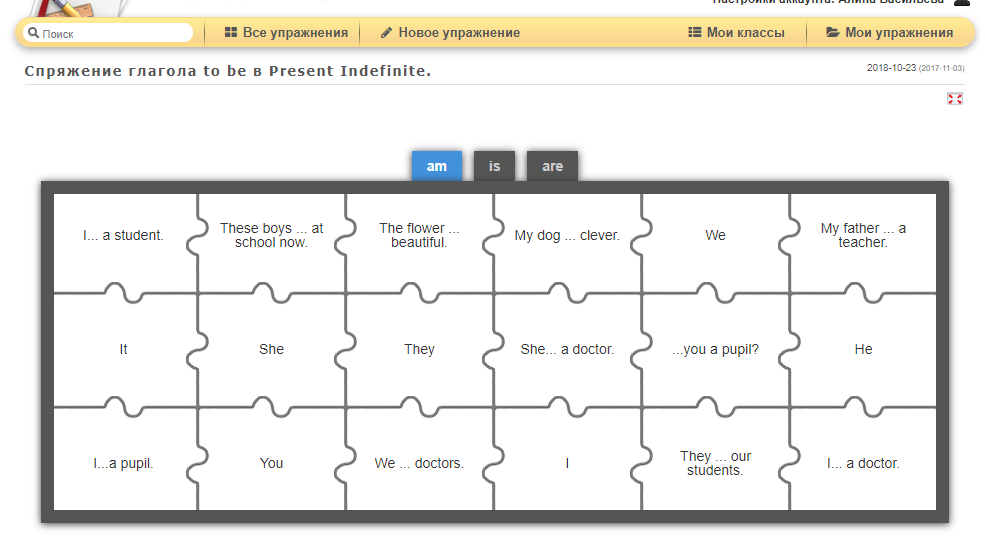 Настройки аккаунта: Алина Васильева
Поиск
Все упражнения
Новое упражнение
Мои классы
Мои упражнения
Спряжение глагола to be в Present Indefinite.
2018-10-23 (2017-11-03)
am
is
are
I... a student.
These boys ... at
school now.
The flower ...
beautiful.
My dog ... clever.
We
My father ... a
teacher.
It
She
They
She... a doctor.
...you a pupil?
He
I...a pupil.
You
We ... doctors.
I
They ... our
students.
I... a doctor.